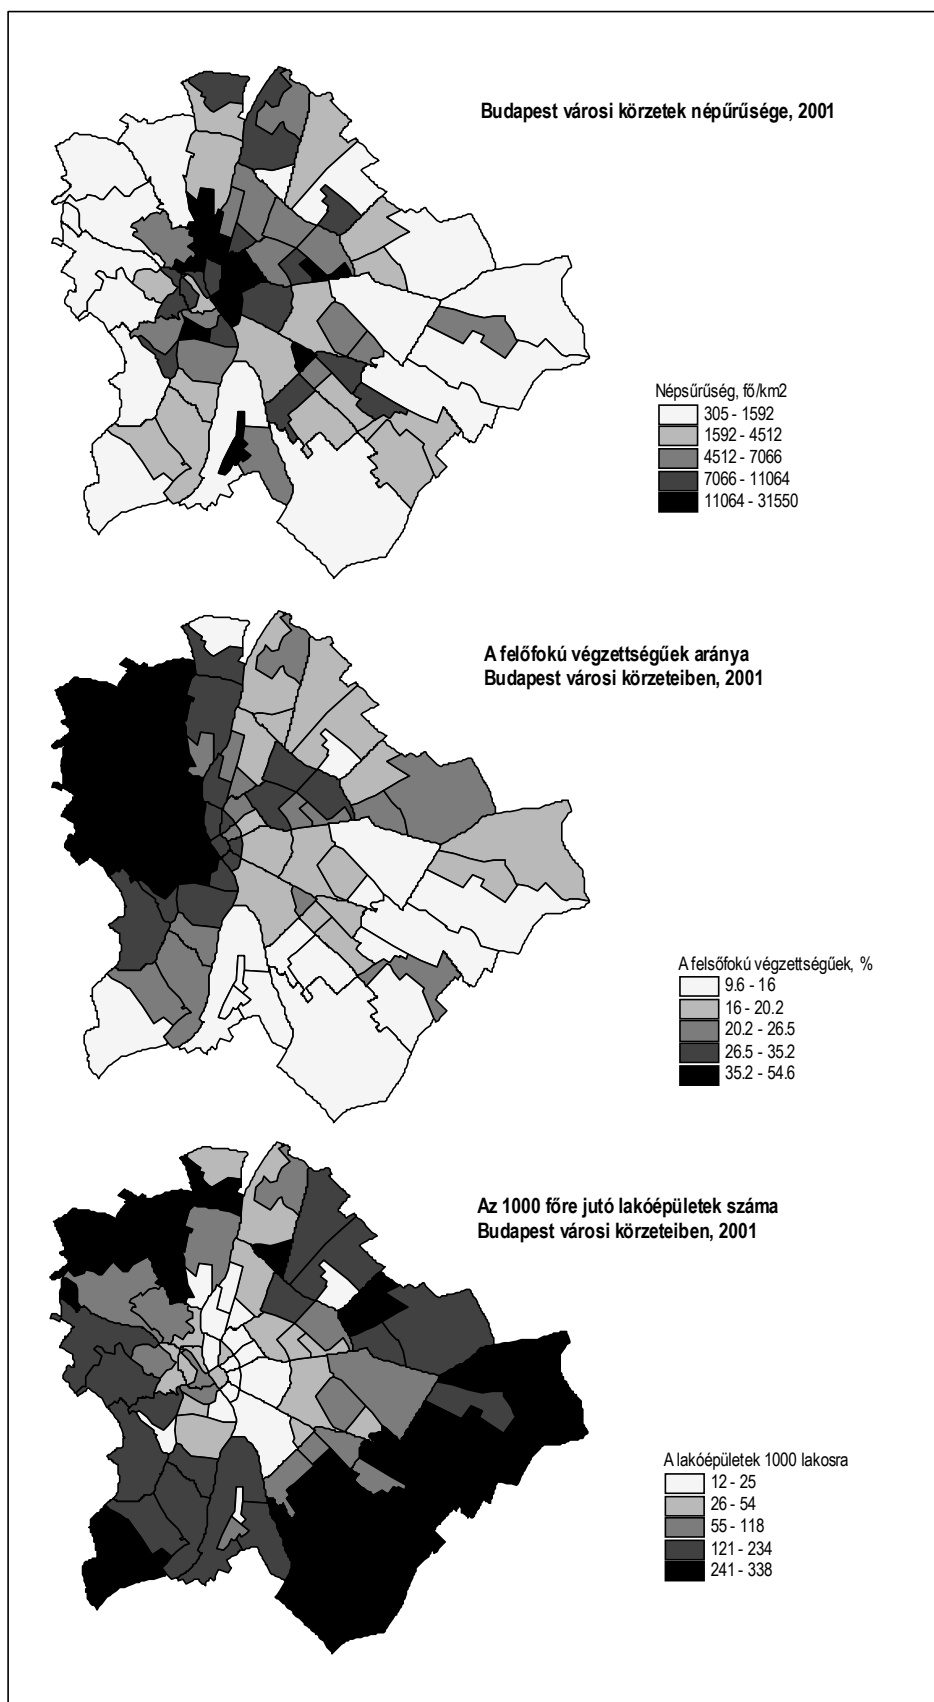 Budapest városi körzetek népűrűsége, 2001
Népsűrűség, fő/km2
305 - 1592
1592 - 4512
4512 - 7066
7066 - 11064
11064 - 31550
A felőfokú végzettségűek aránya
Budapest városi körzeteiben, 2001
A felsőfokú végzettségűek, %
9.6 - 16
16 - 20.2
20.2 - 26.5
26.5 - 35.2
35.2 - 54.6
Az 1000 főre jutó lakóépületek száma
Budapest városi körzeteiben, 2001
A lakóépületek 1000 lakosra
12 - 25
26 - 54
55 - 118
121 - 234
241 - 338